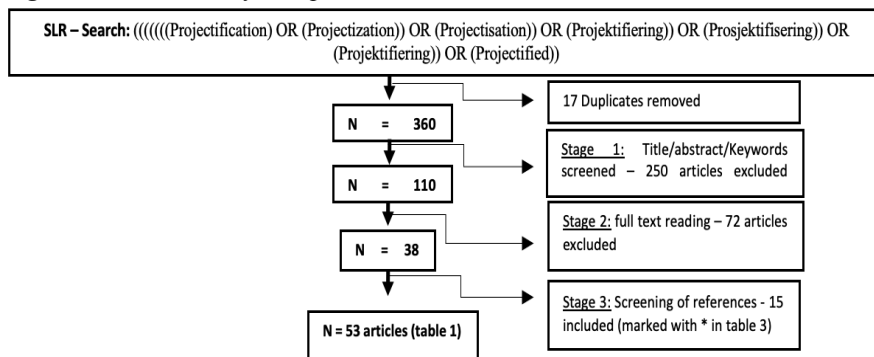 SLR – Search: (((((((Projectification) OR (Projectization)) OR (Projectisation)) OR (Projektifiering)) OR (Prosjektifisering)) OR
(Projektifiering)) OR (Projectified))
17 Duplicates removed
N = 360
Stage 1: Title/abstract/Keywords
screened – 250 articles excluded
N = 110
Stage 2: full text reading – 72 articles
excluded
N = 38
Stage 3: Screening of references - 15
included (marked with * in table 3)
N = 53 articles (table 1)